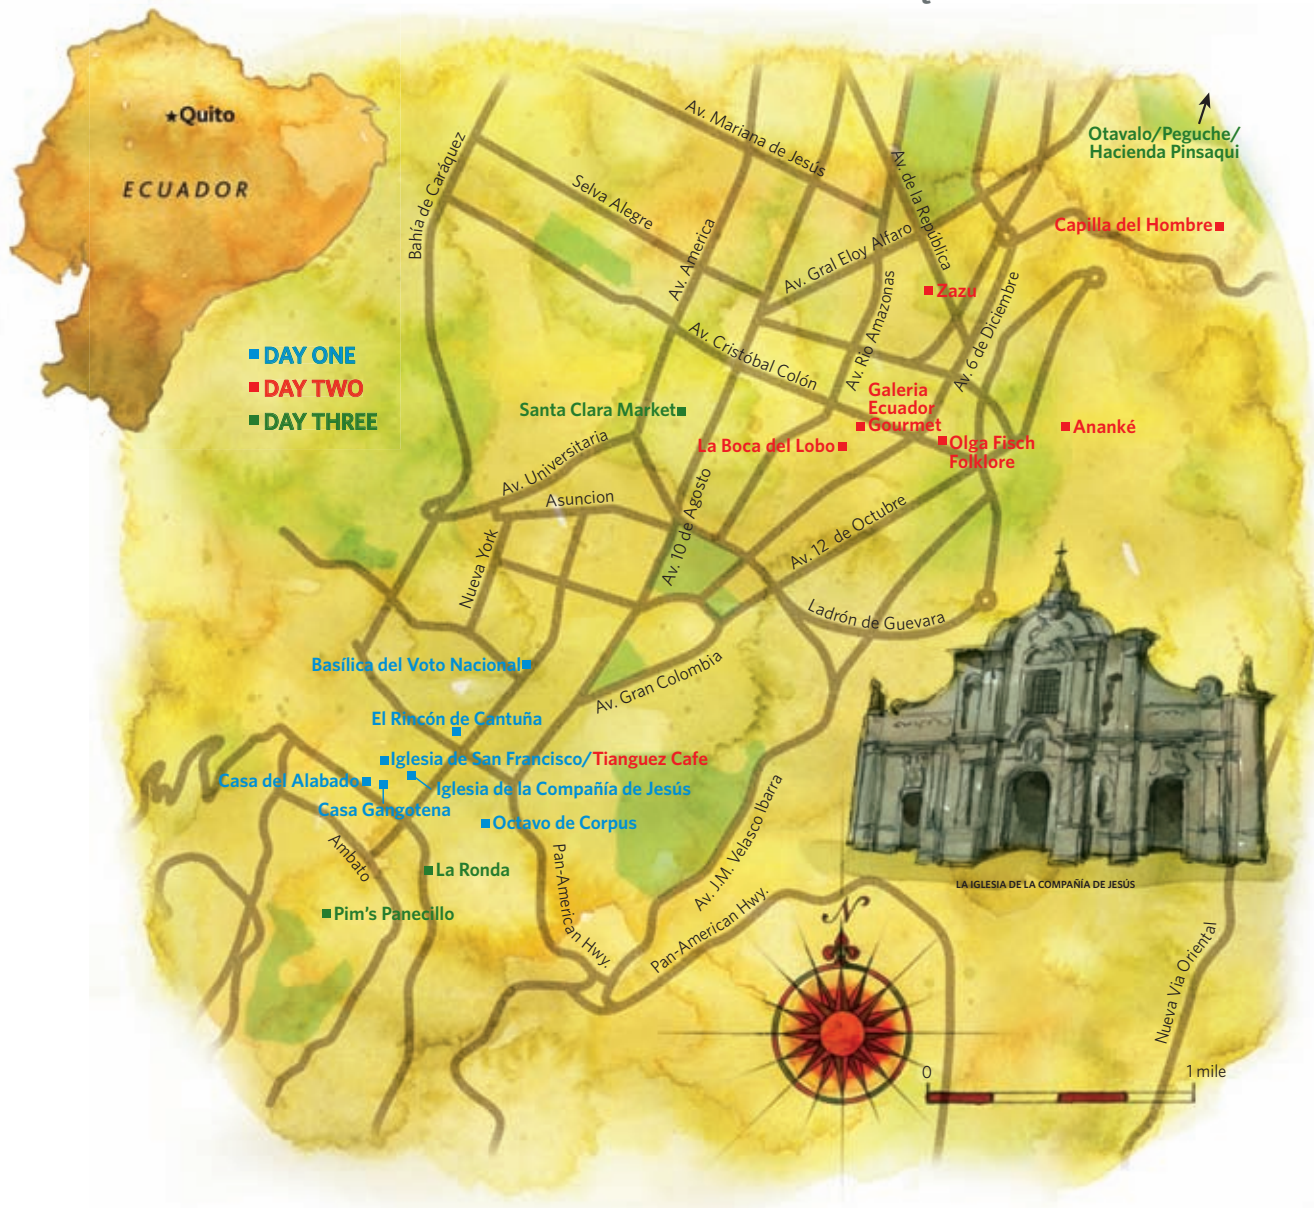 Quito
ECUADOR
DAY ONE
DAY TWO
DAY THREE
Otavalo/Peguche/
Hacienda Pinsaqui
Capilla del Hombre
Av. Mariana de Jesús
Selva Alegre
Bahía de Caráquez
Av. America
Av. de la República
Av. Gral Eloy Alfaro
Zazu
Av. Rio Amazonas
Av. 6 de Diciembre
Av. Cristóbal Colón
Galeria
Ecuador
Gourmet
Santa Clara Market
La Boca del Lobo
Olga Fisch
Folklore
Ananké
Av. Universitaria
Asuncion
Av. 10 de Agosto
Av. 12 de Octubre
Nueva York
Ladrón de Guevara
Basílica del Voto Nacional
Av. Gran Colombia
El Rincón de Cantuña
Iglesia de San Francisco/Tianguez Cafe
Casa del Alabado
Iglesia de la Compañía de Jesús
Casa Gangotena
Octavo de Corpus
Ambato
La Ronda
Pim's Panecillo
Pan-American Hwy.
Av. J.M. Velasco Ibarra
Pan-American Hwy.
LA IGLESIA DE LA COMPAÑÍA DE JESÚS
N
Nueva Via Oriental
0
1 mile